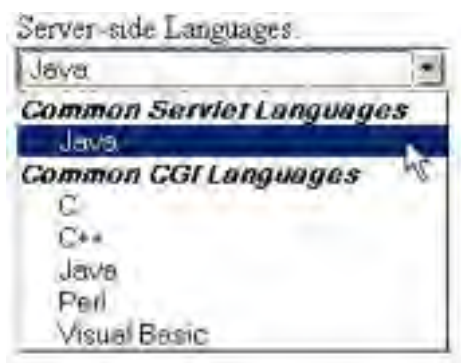 Server-side Languages:
Java
Common Servlet Languages
Java
Common CGI Languages
C
C++
Java
Perl
Visual Basic